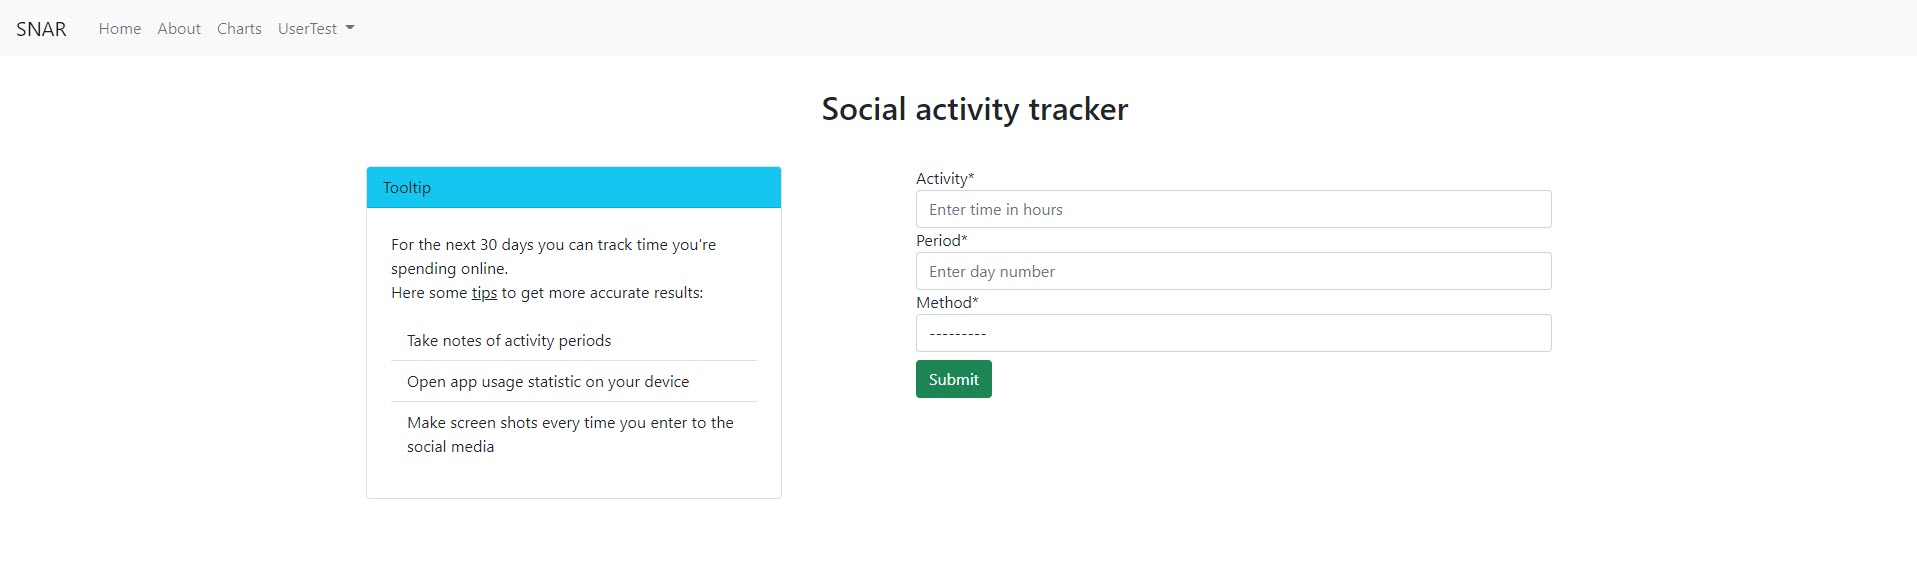 SNAR Home About Charts UserTest
Social activity tracker
Tooltip
For the next 30 days you can track time you're
spending online.
Here some tips to get more accurate results:
Take notes of activity periods
Open app usage statistic on your device
Make screen shots every time you enter to the
social media
Activity*
Enter time in hours
Period*
Enter day number
Method*
---------
Submit